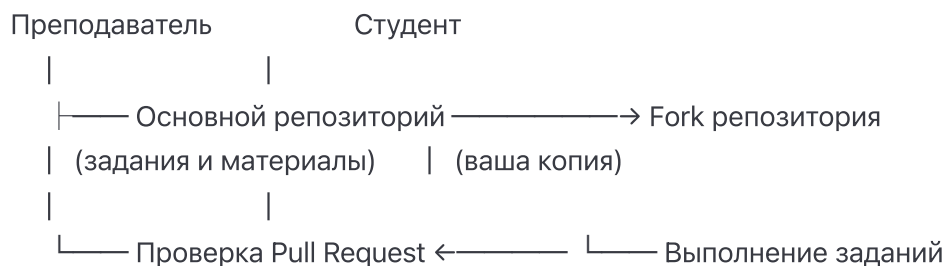 Преподаватель Студент
├── Основной репозиторий ──────→ Fork репозитория
│ (задания и материалы) │ (ваша копия)
└── Проверка Pull Request ←──── └── Выполнение заданий